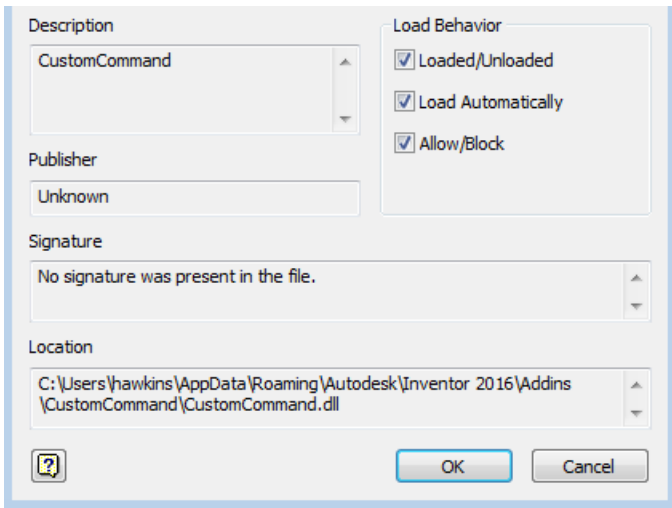 Description
CustomCommand
Publisher
Unknown
Load Behavior
Loaded/Unloaded
Load Automatically
Allow/Block
Signature
No signature was present in the file.
Location
C:\Users\hawkins\AppData\Roaming\Autodesk\Inventor 2016\Addins
\CustomCommand\CustomCommand.dll
?
OK
Cancel